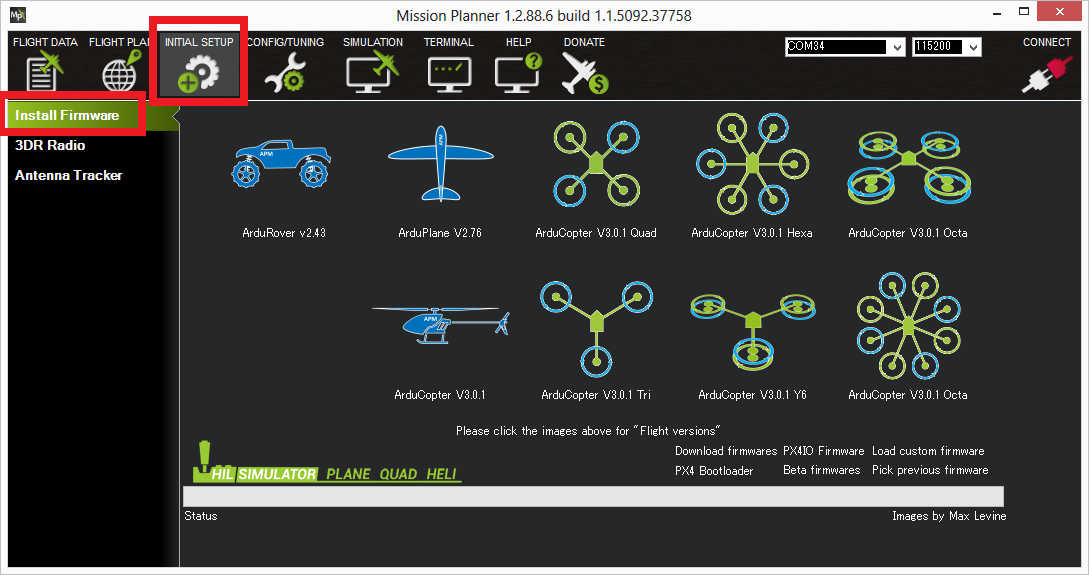 Mission Planner 1.2.88.6 build 1.1.5092.37758
FLIGHT DATA FLIGHT PLA INITIAL SETUP CONFIG/TUNING SIMULATION TERMINAL HELP DONATE COM34 115200 CONNECT
Install Firmware
3DR Radio
Antenna Tracker
APM APM
ArduRover v2.43 ArduPlane V2.76 ArduCopter V3.0.1 Quad ArduCopter V3.0.1 Hexa ArduCopter V3.0.1 Octa
APM
ArduCopter V3.0.1 ArduCopter V3.0.1 Tri ArduCopter V3.0.1 Y6 ArduCopter V3.0.1 Octa
Please click the images above for "Flight versions"
Download firmwares PX4IO Firmware Load custom firmware
HIL SIMULATOR PLANE QUAD HELI PX4 Bootloader Beta firmwares Pick previous firmware
Status Images by Max Levine